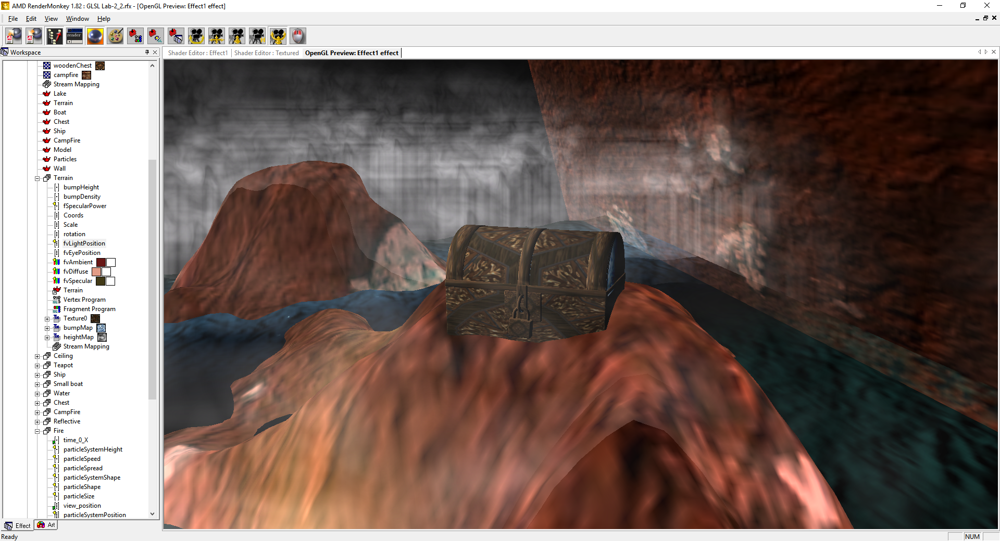 AMD RenderMonkey 1.82 : GLSL Lab-2_2.rfx - [OpenGL Preview: Effect1 effect]
File Edit View Window Help
render
Workspace
Shader Editor : Effect1 Shader Editor : Textured OpenGL Preview: Effect1 effect
woodenChest
campfire
Stream Mapping
Lake
Terrain
Boat
Chest
Ship
CampFire
Model
Particles
Wall
Terrain
bumpHeight
bumpDensity
fSpecularPower
Coords
Scale
rotation
fvLightPosition
fvEyePosition
fvAmbient
fvDiffuse
fvSpecular
Terrain
Vertex Program
Fragment Program
Texture0
bumpMap
heightMap
Stream Mapping
Ceiling
Teapot
Ship
Small boat
Water
Chest
CampFire
Reflective
Fire
time_0_X
particleSystemHeight
particleSpeed
particleSpread
particleSystemShape
particleShape
particleSize
view_position
particleSystemPosition
Effect Art
Ready NUM